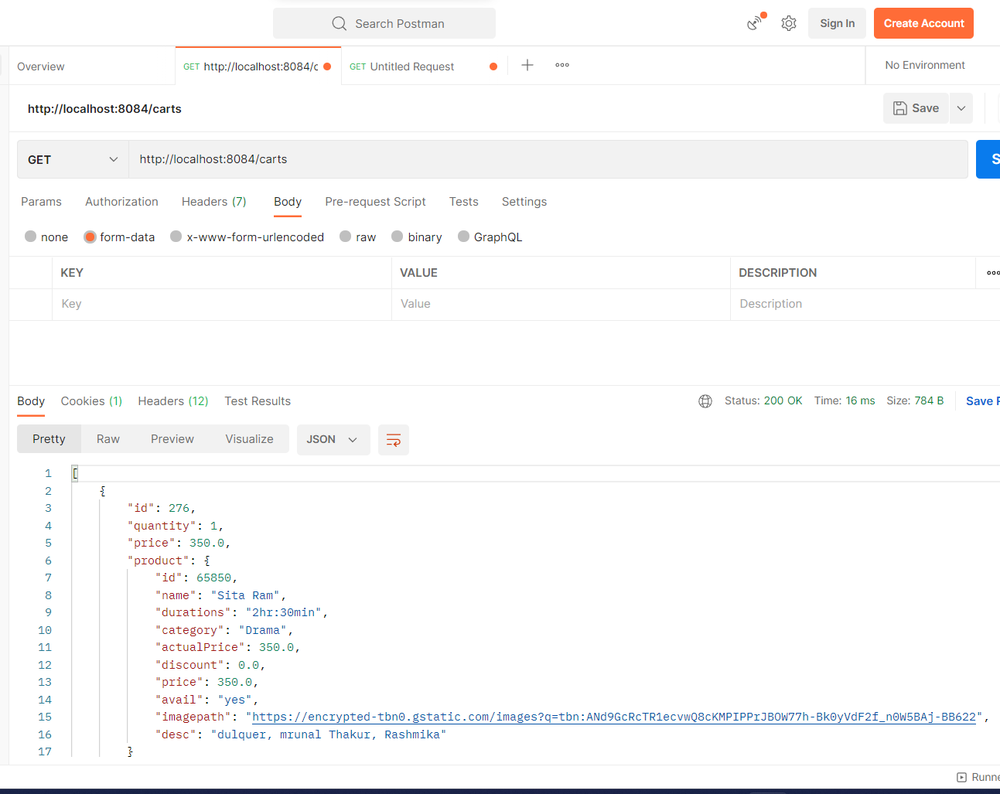 Search Postman
Sign In
Create Account
Overview
GET http://localhost:8084/c
GET Untitled Request
No Environment
http://localhost:8084/carts
Save
GET
http://localhost:8084/carts
S
Params Authorization Headers (7) Body Pre-request Script Tests Settings
none form-data x-www-form-urlencoded raw binary GraphQL
KEY VALUE DESCRIPTION
Key Value Description
Body Cookies (1) Headers (12) Test Results Status: 200 OK Time: 16 ms Size: 784 B Save R
Pretty Raw Preview Visualize JSON
1 [
2 {
3 "id": 276,
4 "quantity": 1,
5 "price": 350.0,
6 "product": {
7 "id": 65850,
8 "name": "Sita Ram",
9 "durations": "2hr:30min",
10 "category": "Drama",
11 "actualPrice": 350.0,
12 "discount": 0.0,
13 "price": 350.0,
14 "avail": "yes",
15 "imagepath": "https://encrypted-tbn0.gstatic.com/images?q=tbn:ANd9GcRcTR1ecvwQ8cKMPIPPrJBOW77h-Bk0yVdF2f_n0W5BAj-BB622",
16 "desc": "dulquer, mrunal Thakur, Rashmika"
17 }
Runne